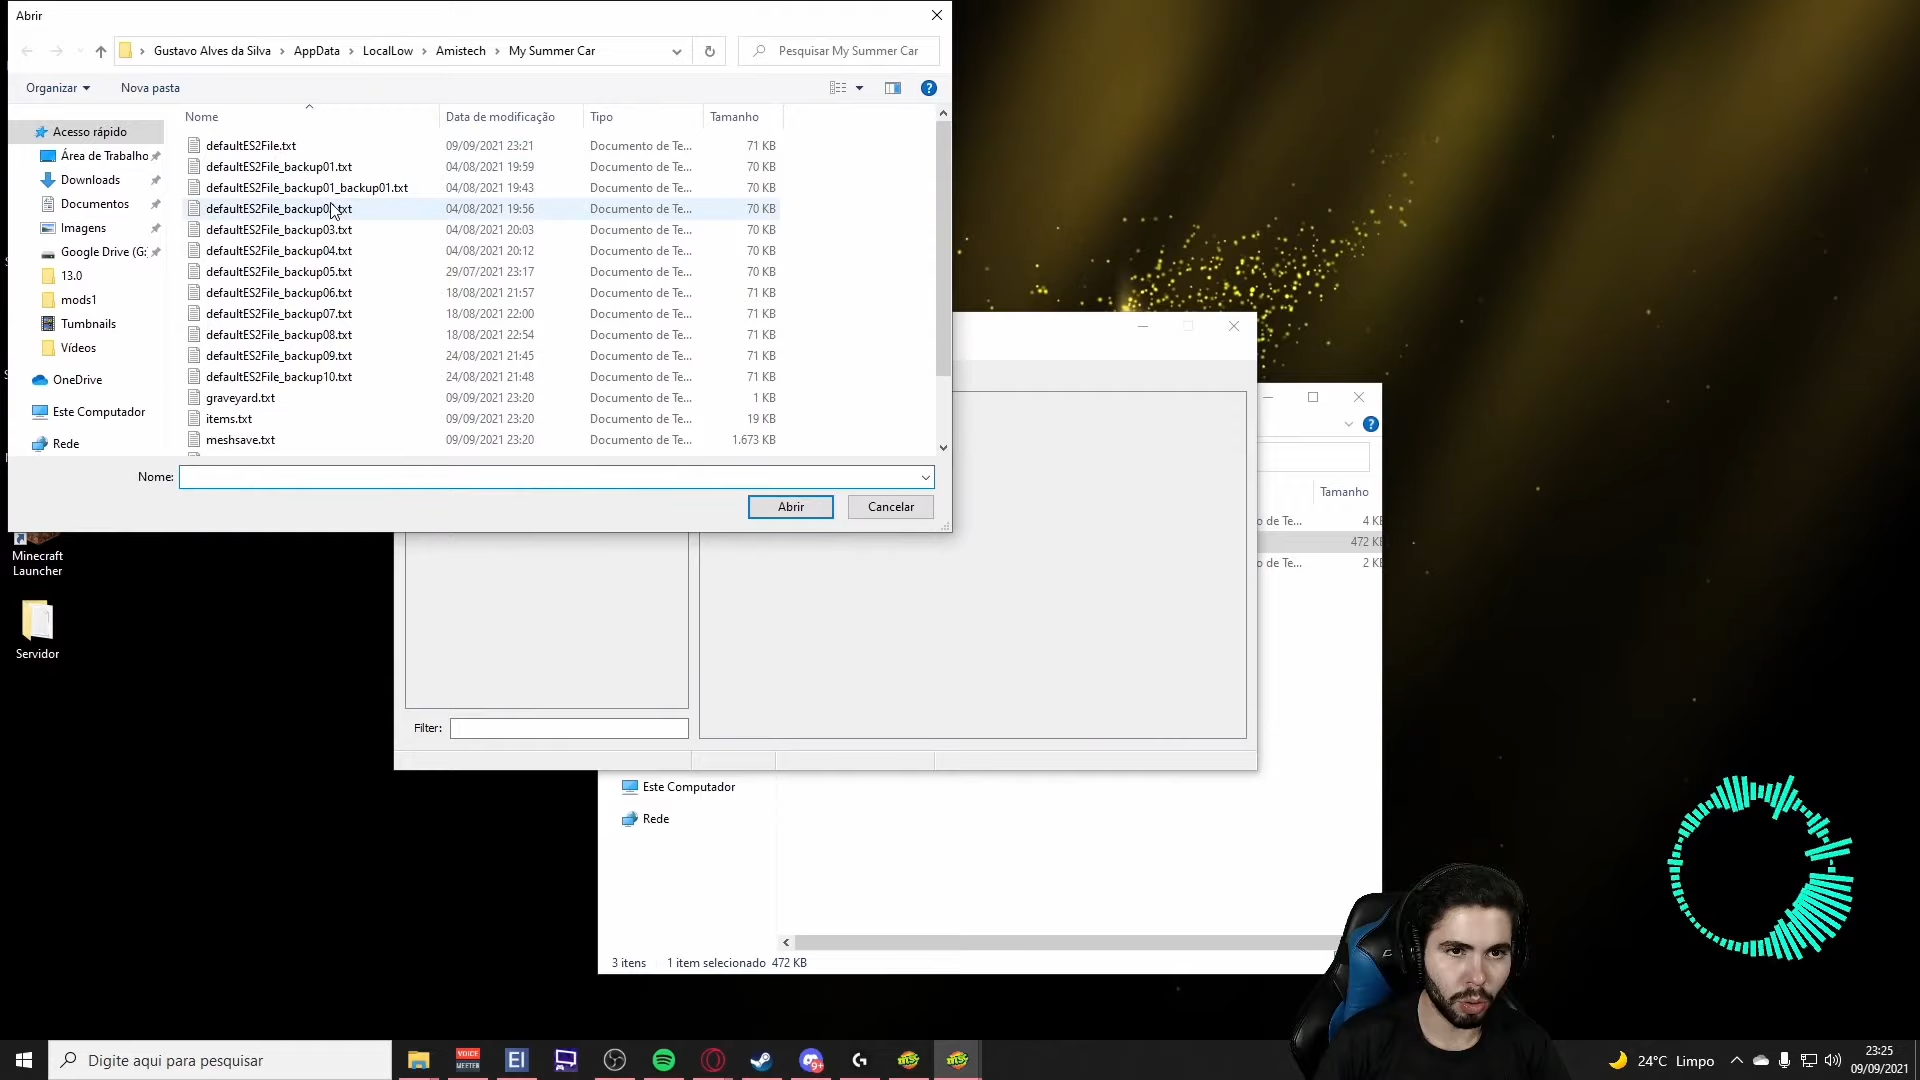 Abrir
Gustavo Alves da Silva > AppData > LocalLow > Amistech > My Summer Car
Pesquisar My Summer Car
Organizar
Nova pasta
Nome
Data de modificação
Tipo
Tamanho
Acesso rápido
Área de Trabalho
Downloads
Documentos
Imagens
Google Drive (G:
13.0
mods1
Tumbnails
Vídeos
OneDrive
Este Computador
Rede
defaultES2File.txt 09/09/2021 23:21 Documento de Te... 71 KB
defaultES2File_backup01.txt 04/08/2021 19:59 Documento de Te... 70 KB
defaultES2File_backup01_backup01.txt 04/08/2021 19:43 Documento de Te... 70 KB
04/08/2021 19:56 Documento de Te... 70 KB
defaultES2File_backup03.txt 04/08/2021 20:03 Documento de Te... 70 KB
defaultES2File_backup04.txt 04/08/2021 20:12 Documento de Te... 70 KB
defaultES2File_backup05.txt 29/07/2021 23:17 Documento de Te... 70 KB
defaultES2File_backup06.txt 18/08/2021 21:57 Documento de Te... 71 KB
defaultES2File_backup07.txt 18/08/2021 22:00 Documento de Te... 71 KB
defaultES2File_backup08.txt 18/08/2021 22:54 Documento de Te... 71 KB
defaultES2File_backup09.txt 24/08/2021 21:45 Documento de Te... 71 KB
defaultES2File_backup10.txt 24/08/2021 21:48 Documento de Te... 71 KB
graveyard.txt 09/09/2021 23:20 Documento de Te... 1 KB
items.txt 09/09/2021 23:20 Documento de Te... 19 KB
meshsave.txt 09/09/2021 23:20 Documento de Te... 1.673 KB
Nome:
Abrir
Cancelar
Tamanho
o de Te... 4 KB
472 KB
o de Te... 2 KB
Minecraft
Launcher
Servidor
Filter:
Este Computador
Rede
3 itens
1 item selecionado 472 KB
Digite aqui para pesquisar
VOICE
MEETER
EI
9+
24°C Limpo
23:25
09/09/2021